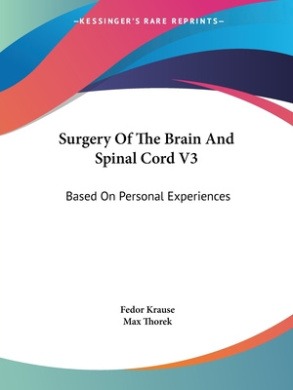 KESSINGER'S RARE REPRINTS
Surgery Of The Brain And
Spinal Cord V3
Based On Personal Experiences
Fedor Krause
Max Thorek